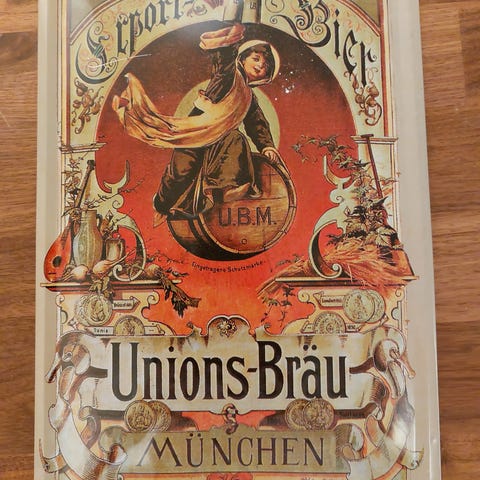 Export-Bier
U.B.M.
Eingetragene Schutzmarke.
Unions-Bräu
MÜNCHEN